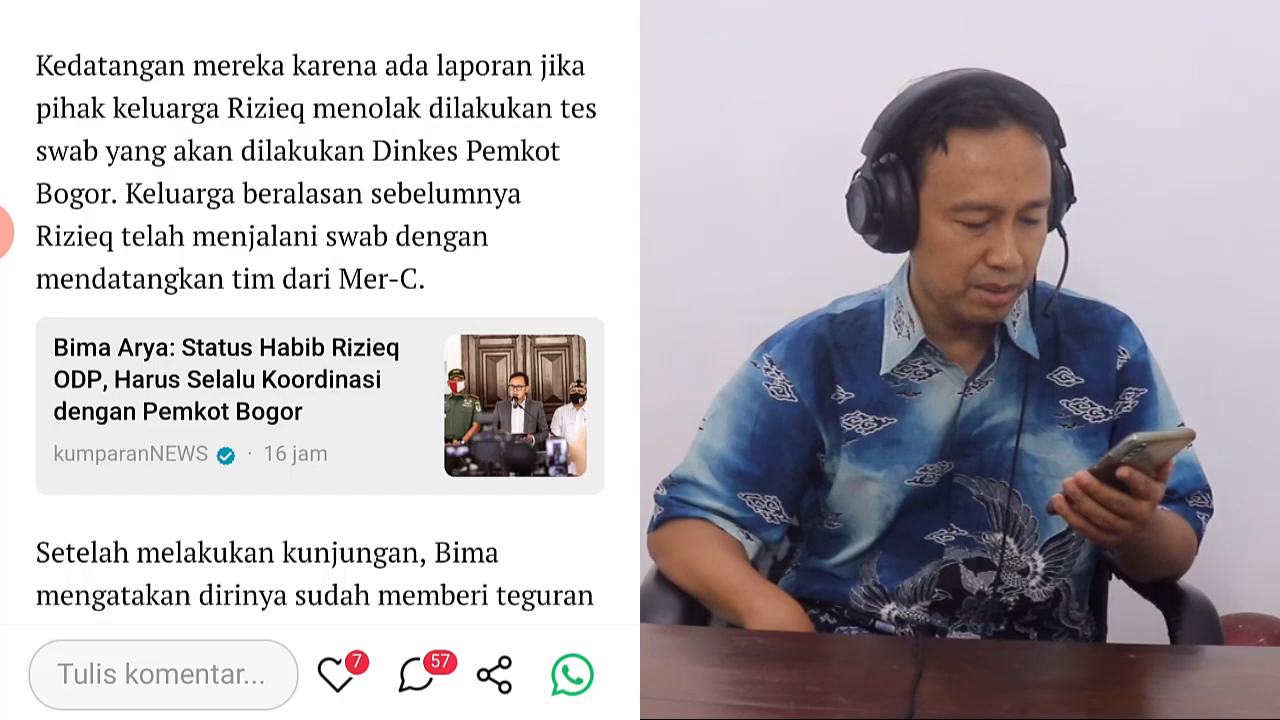 Kedatangan mereka karena ada laporan jika
pihak keluarga Rizieq menolak dilakukan tes
swab yang akan dilakukan Dinkes Pemkot
Bogor. Keluarga beralasan sebelumnya
Rizieq telah menjalani swab dengan
mendatangkan tim dari Mer-C.
Bima Arya: Status Habib Rizieq
ODP, Harus Selalu Koordinasi
dengan Pemkot Bogor
kumparanNEWS · 16 jam
Setelah melakukan kunjungan, Bima
mengatakan dirinya sudah memberi teguran
Tulis komentar...
7
57